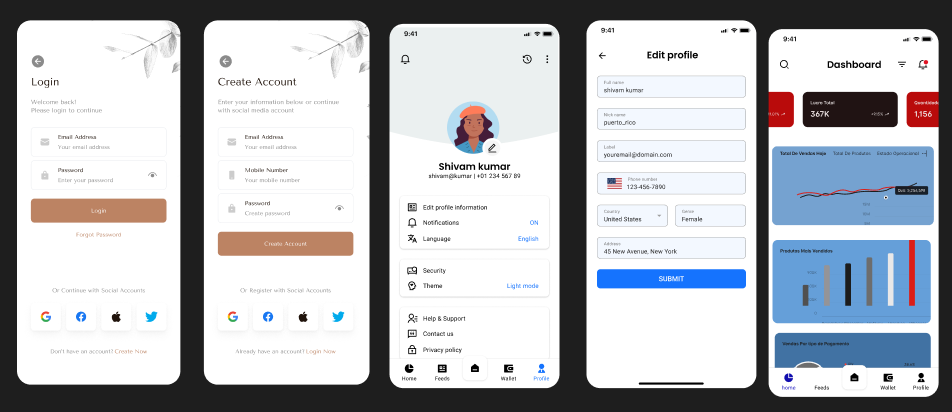 Login
Welcome back!
Please login to continue
Email Address
Your email address
Password
Enter your password
Login
Forgot Password
Or Continue with Social Accounts
Don't have an account? Create Now
Create Account
Enter your information below or continue
with social media account
Email Address
Your email address
Mobile Number
Your mobile number
Password
Create password
Create Account
Or Register with Social Accounts
Already have an account? Login Now
9:41
Shivam kumar
shivam@kumar | +01 234 567 89
Edit profile information
Notifications ON
Language English
Security
Theme Light mode
Help & Support
Contact us
Privacy policy
Home Feeds Wallet Profile
9:41
Edit profile
Full name
shivam kumar
Nick name
puerto_rico
Label
youremail@domain.com
Phone number
123-456-7890
Country
United States
Genre
Female
Address
45 New Avenue, New York
SUBMIT
9:41
Dashboard
Lucro Total
367K
Quantidade
1,156
Total De Vendas Hoje Total De Produtos Estado Operacional
Produtos Mais Vendidos
Vendas Por tipo de Pagamento
home Feeds Wallet Profile